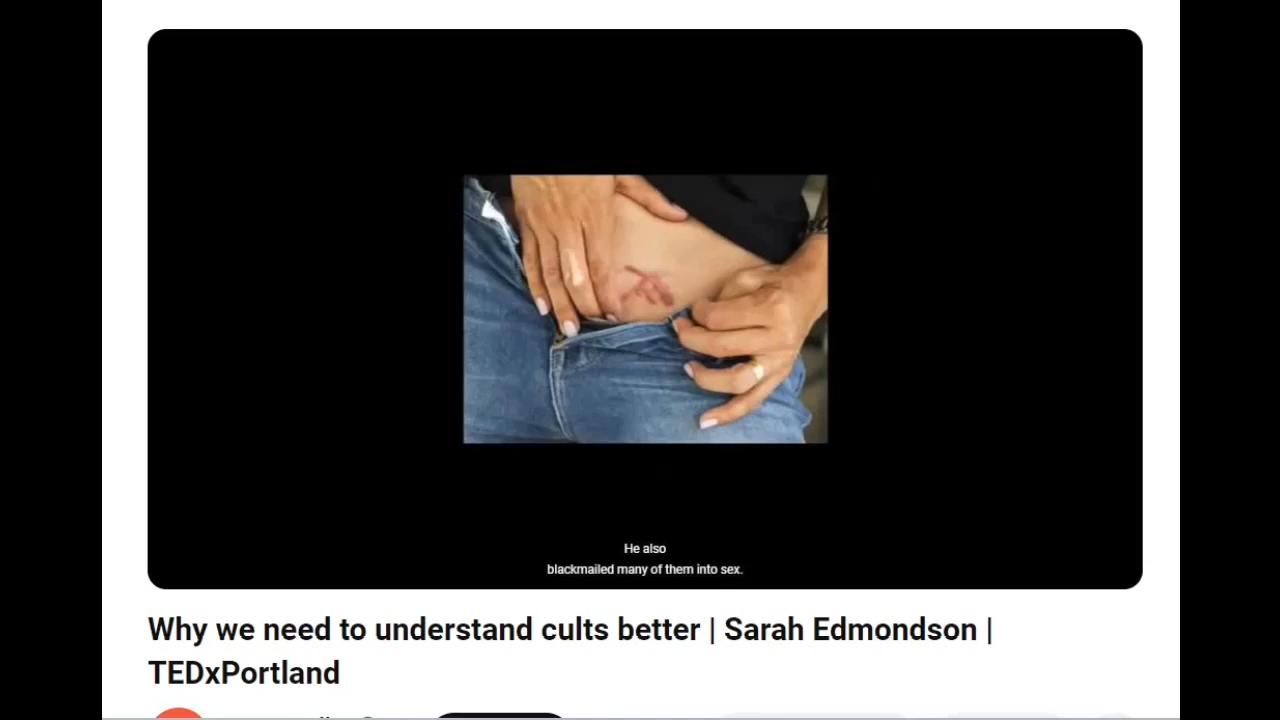 He also
blackmailed many of them into sex.
Why we need to understand cults better | Sarah Edmondson |
TEDxPortland